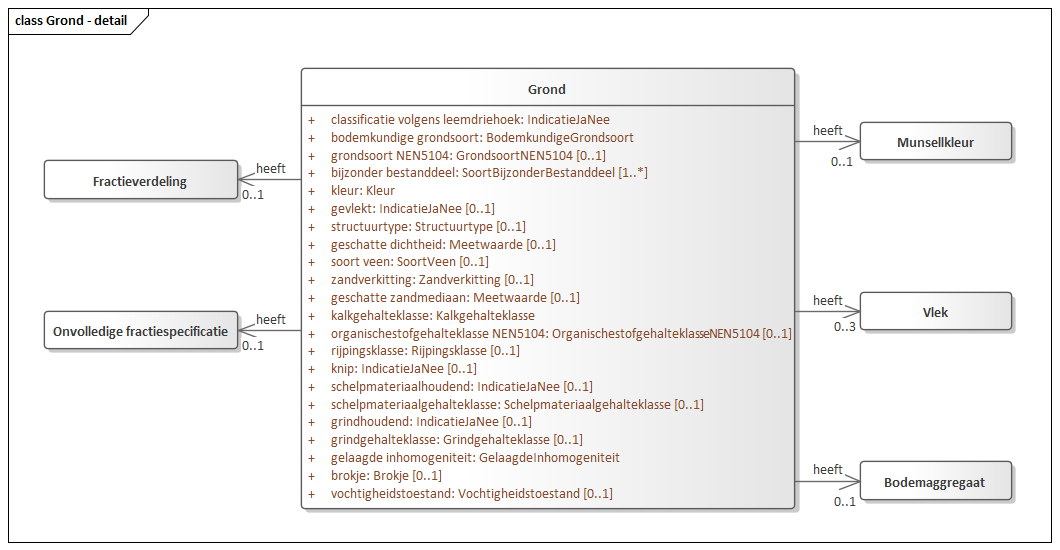 class Grond - detail
Grond
+ classificatie volgens leemdriehoek: IndicatieJaNee
+ bodemkundige grondsoort: BodemkundigeGrondsoort
+ grondsoort NEN5104: GrondsoortNEN5104 [0..1]
+ bijzonder bestanddeel: SoortBijzonderBestanddeel [1..*]
+ kleur: Kleur
+ gevlekt: IndicatieJaNee [0..1]
+ structuurtype: Structuurtype [0..1]
+ geschatte dichtheid: Meetwaarde [0..1]
+ soort veen: SoortVeen [0..1]
+ zandverkitting: Zandverkitting [0..1]
+ geschatte zandmediaan: Meetwaarde [0..1]
+ kalkgehalteklasse: Kalkgehalteklasse
+ organischestofgehalteklasse NEN5104: OrganischestofgehalteklasseNEN5104 [0..1]
+ rijpingsklasse: Rijpingsklasse [0..1]
+ knip: IndicatieJaNee [0..1]
+ schelpmateriaalhoudend: IndicatieJaNee [0..1]
+ schelpmateriaalgehalteklasse: Schelpmateriaalgehalteklasse [0..1]
+ grindhoudend: IndicatieJaNee [0..1]
+ grindgehalteklasse: Grindgehalteklasse [0..1]
+ gelaagde inhomogeniteit: GelaagdeInhomogeniteit
+ brokje: Brokje [0..1]
+ vochtigheidstoestand: Vochtigheidstoestand [0..1]
Fractieverdeling
heeft
0..1
Onvolledige fractiespecificatie
heeft
0..1
heeft
0..1
Munsellkleur
heeft
0..3
Vlek
heeft
0..1
Bodemaggregaat